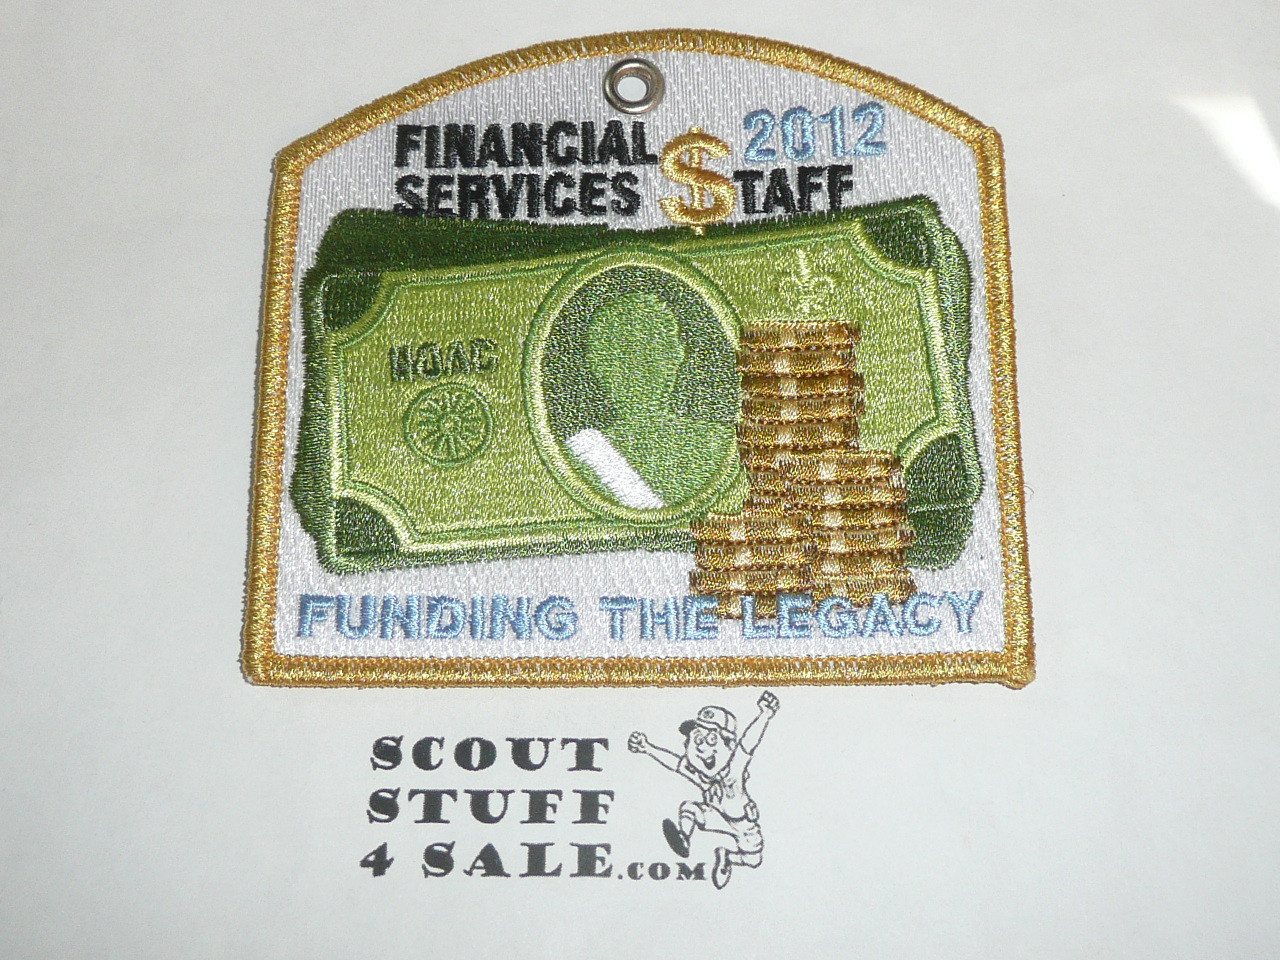 FINANCIAL 2012
SERVICES $TAFF
NOAC
FUNDING THE LEGACY
SCOUT
STUFF
4 SALE.COM